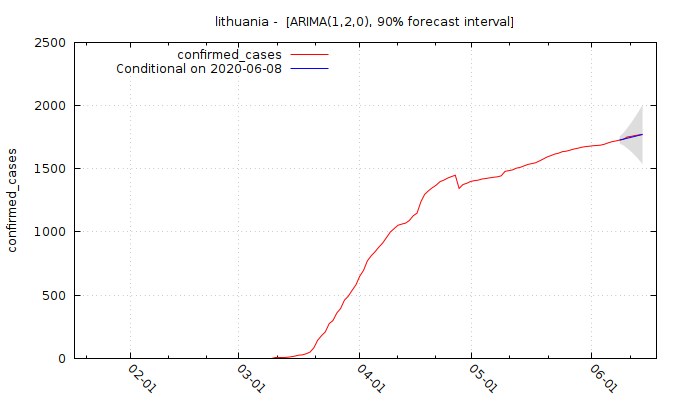 lithuania -  [ARIMA(1,2,0), 90% forecast interval]
confirmed_cases
Conditional on 2020-06-08
confirmed_cases
2500
2000
1500
1000
500
0
02-01
03-01
04-01
05-01
06-01